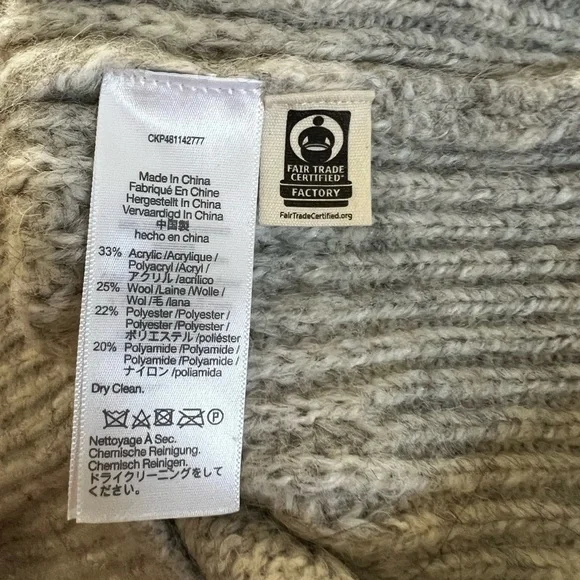 CKP481142777
Made In China
Fabriqué En Chine
Hergestellt In China
Vervaardigd In China
中国製
hecho en china
33% Acrylic /Acrylique /
Polyacryl /Acryl /
アクリル /acrílico
25% Wool /Laine /Wolle /
Wol /毛 /lana
22% Polyester /Polyester /
Polyester /Polyester /
ポリエステル /poliéster
20% Polyamide /Polyamide /
Polyamide /Polyamide /
ナイロン /poliamida
Dry Clean.
P
Nettoyage À Sec.
Chemische Reinigung.
Chemisch Reinigen.
ドライクリーニングをして
ください。
FAIR TRADE
CERTIFIED™
FACTORY
FairTradeCertified.org